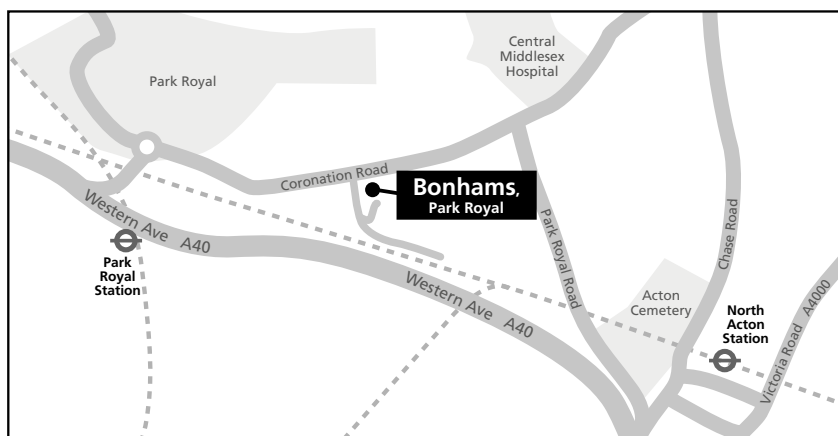 Central
Middlesex
Hospital
Park Royal
Coronation Road
Bonhams,
Park Royal
Western Ave A40
Park
Royal
Station
Western Ave A40
Park Royal Road
Chase Road
Acton
Cemetery
North
Acton
Station
Victoria Road A4000